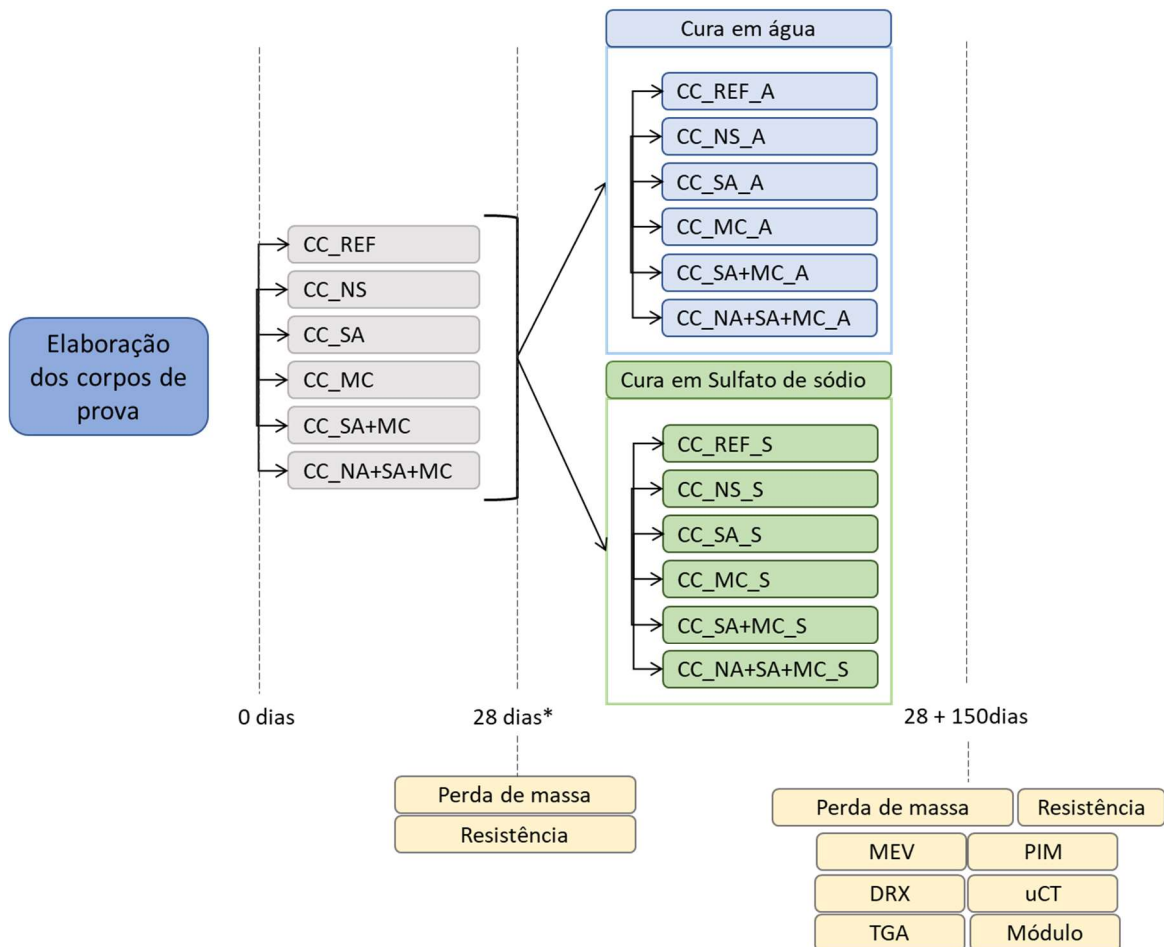 Elaboração
dos corpos de
prova
CC_REF
CC_NS
CC_SA
CC_MC
CC_SA+MC
CC_NA+SA+MC
Cura em água
CC_REF_A
CC_NS_A
CC_SA_A
CC_MC_A
CC_SA+MC_A
CC_NA+SA+MC_A
Cura em Sulfato de sódio
CC_REF_S
CC_NS_S
CC_SA_S
CC_MC_S
CC_SA+MC_S
CC_NA+SA+MC_S
0 dias
28 dias*
28 + 150dias
Perda de massa
Resistência
Perda de massa
Resistência
MEV
PIM
DRX
uCT
TGA
Módulo